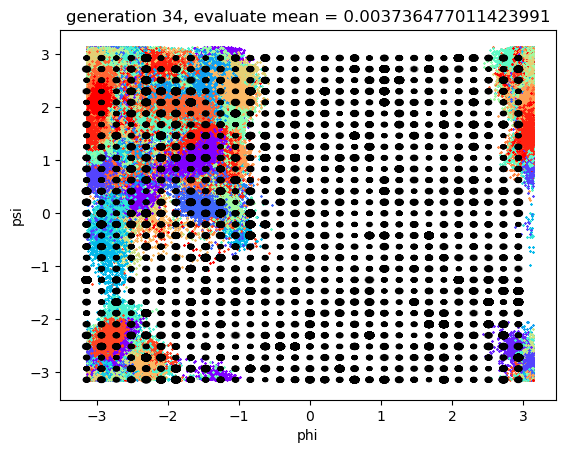 generation 34, evaluate mean = 0.003736477011423991
3
2
1
0
−1
−2
−3
psi
−3 −2 −1 0 1 2 3
phi